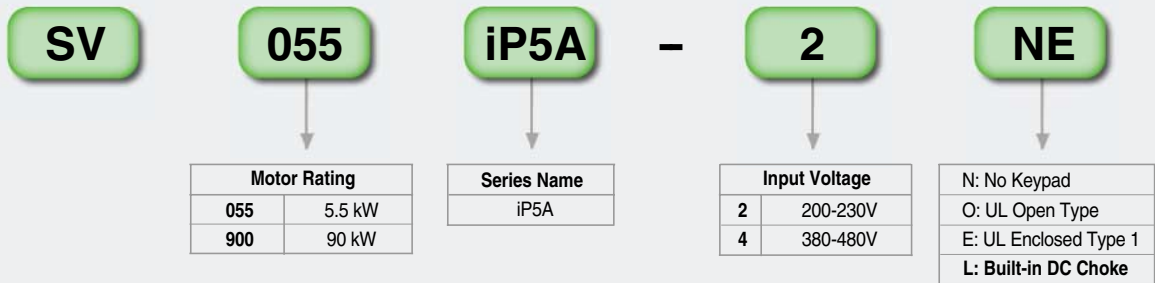 SV 055 iP5A – 2 NE
Motor Rating
055 5.5 kW
900 90 kW
Series Name
iP5A
Input Voltage
2 200-230V
4 380-480V
N: No Keypad
O: UL Open Type
E: UL Enclosed Type 1
L: Built-in DC Choke